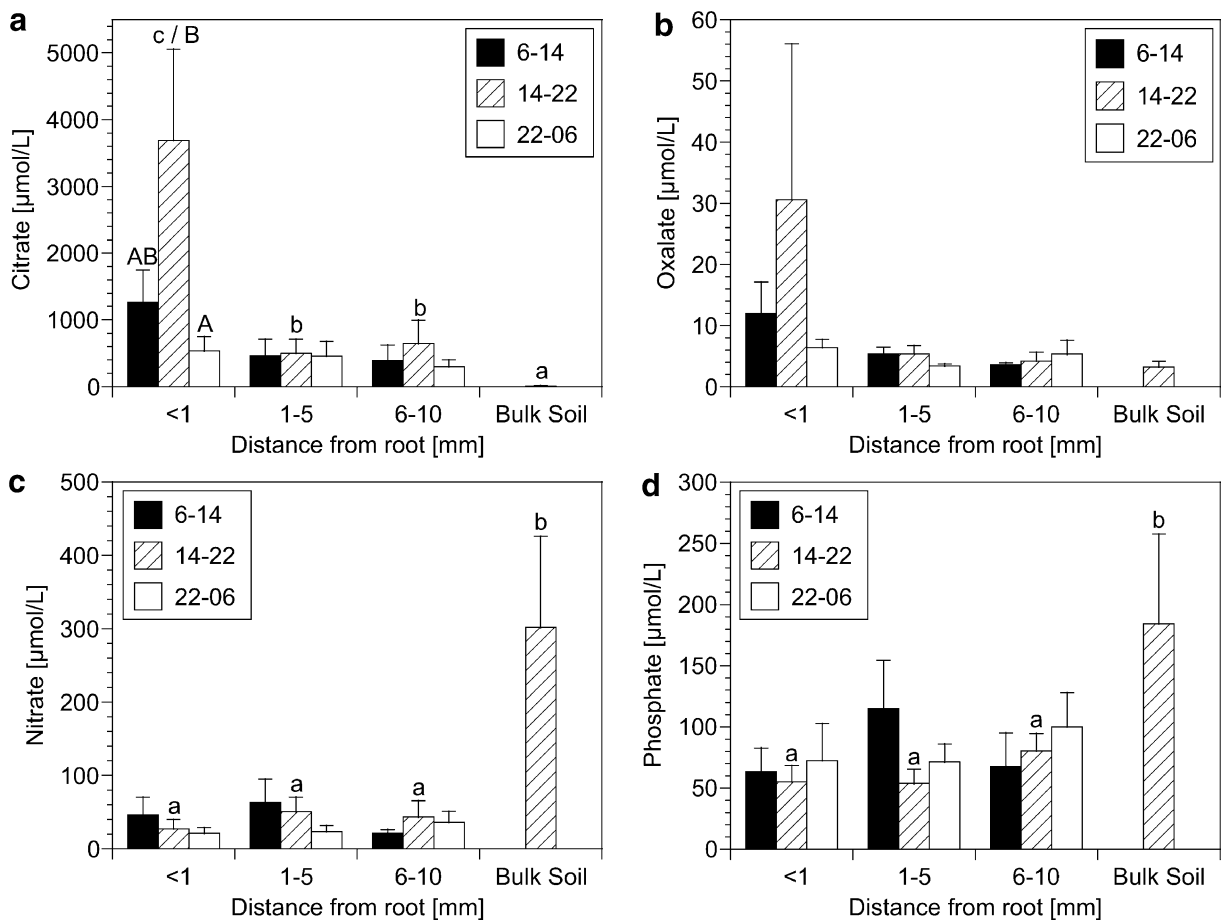 a
Citrate [µmol/L]
5000
4000
3000
2000
1000
0
c / B
AB
A
b
b
a
6-14
14-22
22-06
<1 1-5 6-10 Bulk Soil
Distance from root [mm]
b
Oxalate [µmol/L]
60
50
40
30
20
10
0
6-14
14-22
22-06
<1 1-5 6-10 Bulk Soil
Distance from root [mm]
c
Nitrate [µmol/L]
500
400
300
200
100
0
6-14
14-22
22-06
a
a
a
b
<1 1-5 6-10 Bulk Soil
Distance from root [mm]
d
Phosphate [µmol/L]
300
250
200
150
100
50
0
6-14
14-22
22-06
a
a
a
b
<1 1-5 6-10 Bulk Soil
Distance from root [mm]